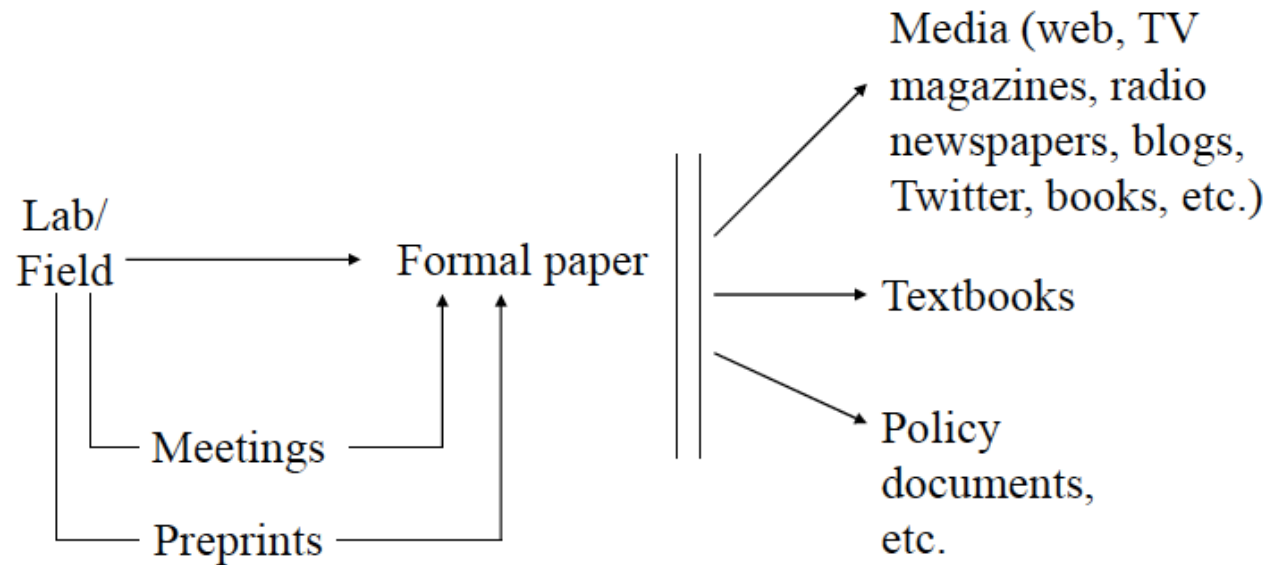 Media (web, TV
magazines, radio
newspapers, blogs,
Twitter, books, etc.)
Lab/
Field
Formal paper
Textbooks
Meetings
Preprints
Policy
documents,
etc.